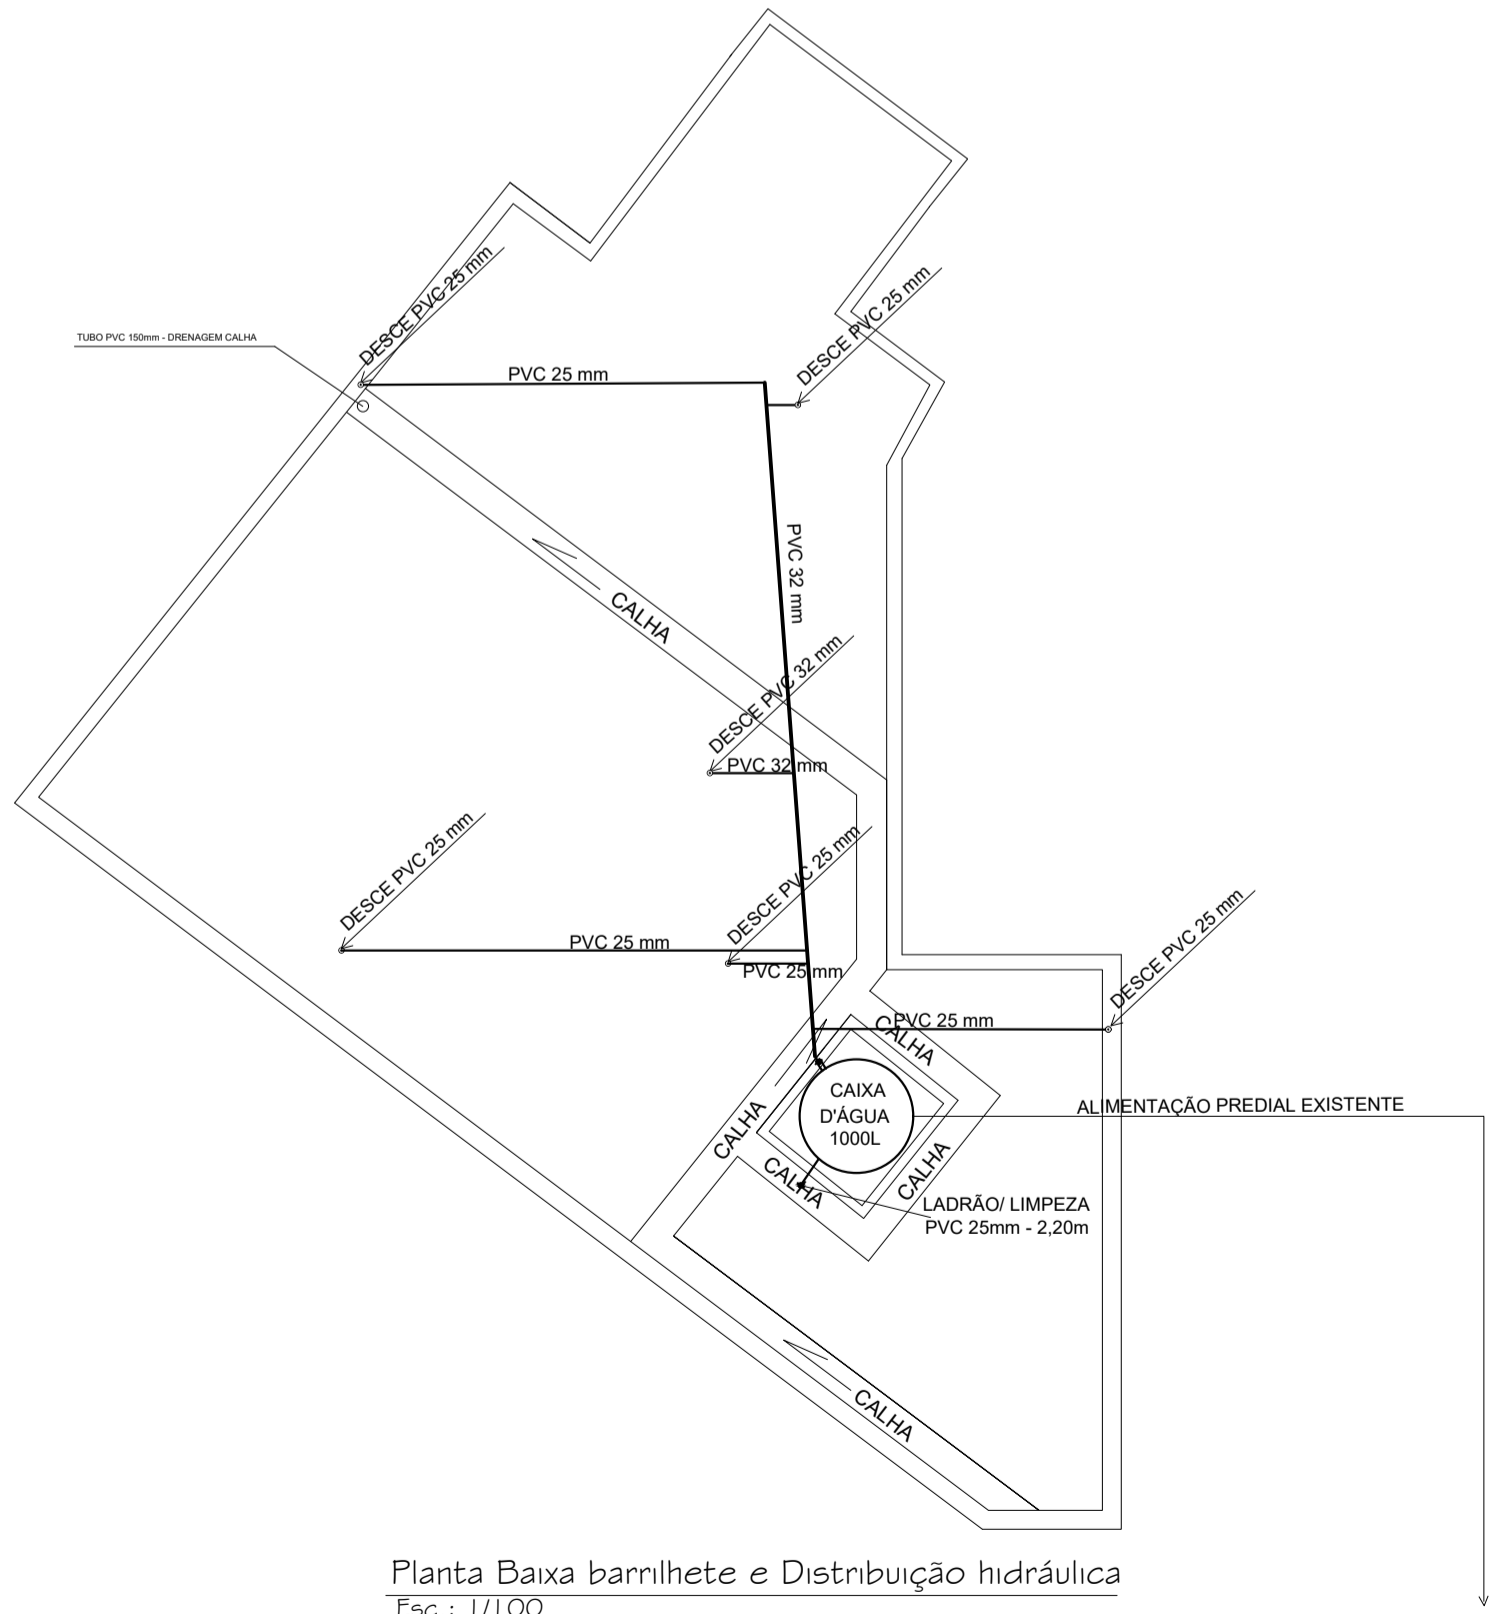 DESCE PVC 25 mm
DESCE PVC 25 mm
TUBO PVC 150mm - DRENAGEM CALHA
PVC 25 mm
PVC 32 mm
CALHA
DESCE PVC 32 mm
PVC 32 mm
DESCE PVC 25 mm
DESCE PVC 25 mm
DESCE PVC 25 mm
PVC 25 mm
PVC 25 mm
PVC 25 mm
CALHA
CAIXA
D'ÁGUA
1000L
ALIMENTAÇÃO PREDIAL EXISTENTE
CALHA
CALHA
CALHA
LADRÃO/ LIMPEZA
PVC 25mm - 2,20m
CALHA
Planta Baixa barrilhete e Distribuição hidráulica
Esc.: 1/100